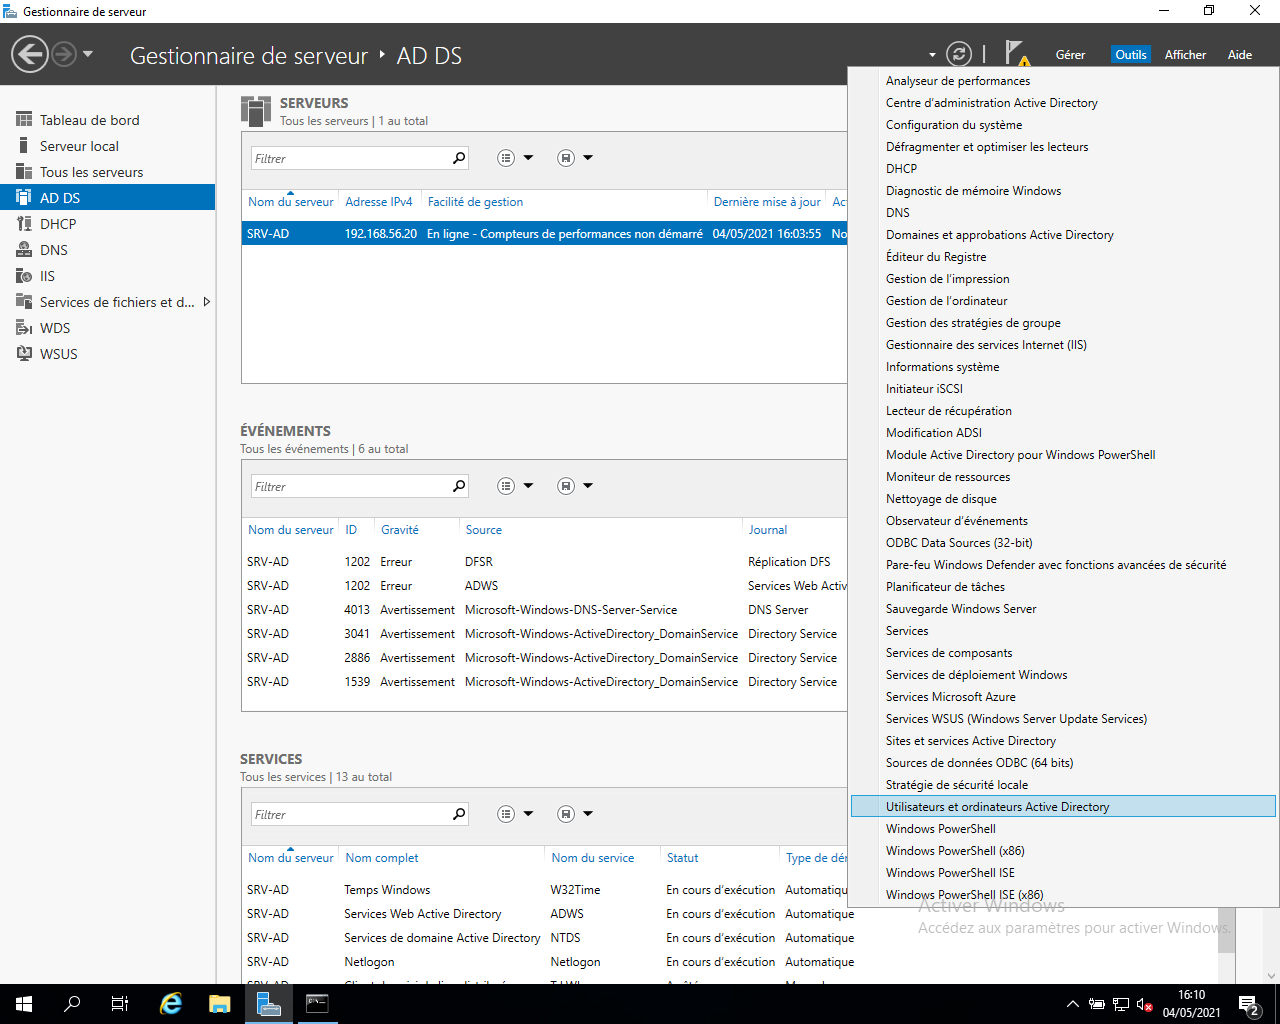 Gestionnaire de serveur
Gestionnaire de serveur ‣ AD DS
Gérer Outils Afficher Aide
Tableau de bord
Serveur local
Tous les serveurs
AD DS
DHCP
DNS
IIS
Services de fichiers et d...
WDS
WSUS
SERVEURS
Tous les serveurs | 1 au total
Filtrer
Nom du serveur Adresse IPv4 Facilité de gestion Dernière mise à jour
SRV-AD 192.168.56.20 En ligne - Compteurs de performances non démarré 04/05/2021 16:03:55
ÉVÉNEMENTS
Tous les événements | 6 au total
Filtrer
Nom du serveur ID Gravité Source Journal
SRV-AD 1202 Erreur DFSR Réplication DFS
SRV-AD 1202 Erreur ADWS Services Web Activ
SRV-AD 4013 Avertissement Microsoft-Windows-DNS-Server-Service DNS Server
SRV-AD 3041 Avertissement Microsoft-Windows-ActiveDirectory_DomainService Directory Service
SRV-AD 2886 Avertissement Microsoft-Windows-ActiveDirectory_DomainService Directory Service
SRV-AD 1539 Avertissement Microsoft-Windows-ActiveDirectory_DomainService Directory Service
SERVICES
Tous les services | 13 au total
Filtrer
Nom du serveur Nom complet Nom du service Statut Type de dér
SRV-AD Temps Windows W32Time En cours d'exécution Automatique
SRV-AD Services Web Active Directory ADWS En cours d'exécution Automatique
SRV-AD Services de domaine Active Directory NTDS En cours d'exécution Automatique
SRV-AD Netlogon Netlogon En cours d'exécution Automatique
Analyseur de performances
Centre d'administration Active Directory
Configuration du système
Défragmenter et optimiser les lecteurs
DHCP
Diagnostic de mémoire Windows
DNS
Domaines et approbations Active Directory
Éditeur du Registre
Gestion de l'impression
Gestion de l'ordinateur
Gestion des stratégies de groupe
Gestionnaire des services Internet (IIS)
Informations système
Initiateur iSCSI
Lecteur de récupération
Modification ADSI
Module Active Directory pour Windows PowerShell
Moniteur de ressources
Nettoyage de disque
Observateur d'événements
ODBC Data Sources (32-bit)
Pare-feu Windows Defender avec fonctions avancées de sécurité
Planificateur de tâches
Sauvegarde Windows Server
Services
Services de composants
Services de déploiement Windows
Services Microsoft Azure
Services WSUS (Windows Server Update Services)
Sites et services Active Directory
Sources de données ODBC (64 bits)
Stratégie de sécurité locale
Utilisateurs et ordinateurs Active Directory
Windows PowerShell
Windows PowerShell (x86)
Windows PowerShell ISE
Windows PowerShell ISE (x86)
Activer Windows
Accédez aux paramètres pour activer Windows.
16:10
04/05/2021
2